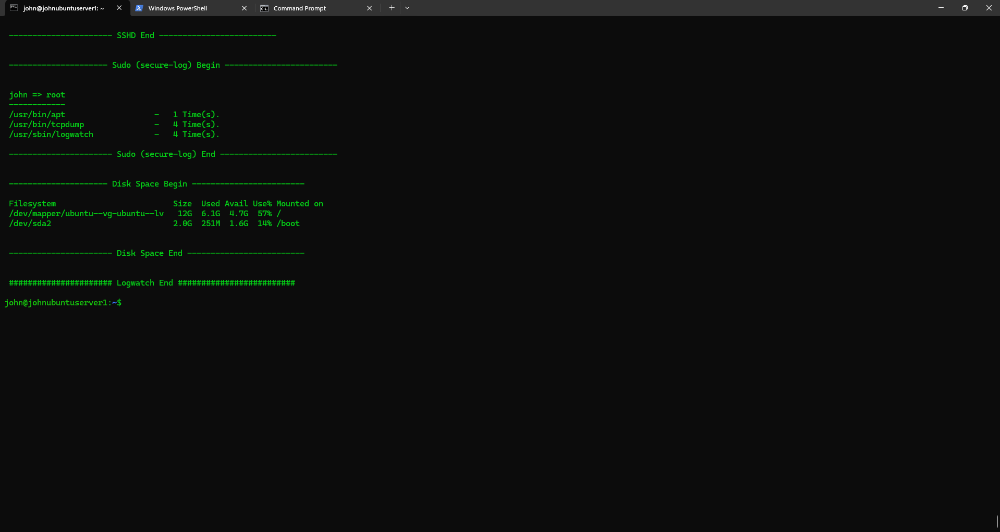 john@johnubuntuserver1: ~ Windows PowerShell Command Prompt
---------------------- SSHD End -------------------------
--------------------- Sudo (secure-log) Begin ------------------------
john => root
------------
/usr/bin/apt                   -   1 Time(s).
/usr/bin/tcpdump               -   4 Time(s).
/usr/sbin/logwatch             -   4 Time(s).
---------------------- Sudo (secure-log) End -------------------------
--------------------- Disk Space Begin ------------------------
Filesystem                         Size  Used Avail Use% Mounted on
/dev/mapper/ubuntu--vg-ubuntu--lv   12G  6.1G  4.7G  57% /
/dev/sda2                          2.0G  251M  1.6G  14% /boot
---------------------- Disk Space End -------------------------
###################### Logwatch End #########################
john@johnubuntuserver1:~$